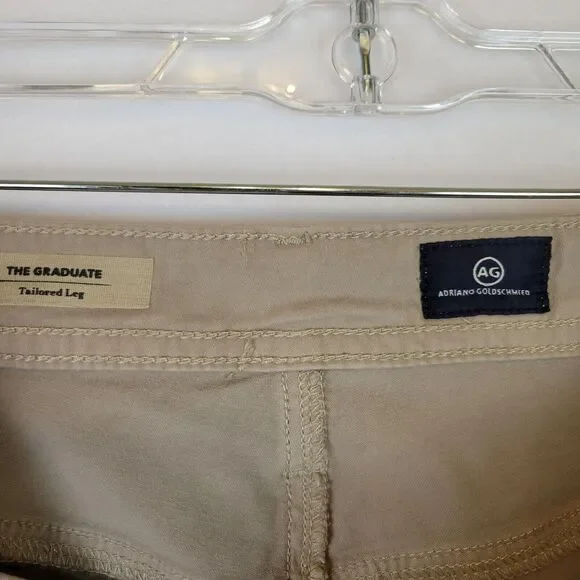 THE GRADUATE
Tailored Leg
AG
ADRIANO GOLDSCHMIED